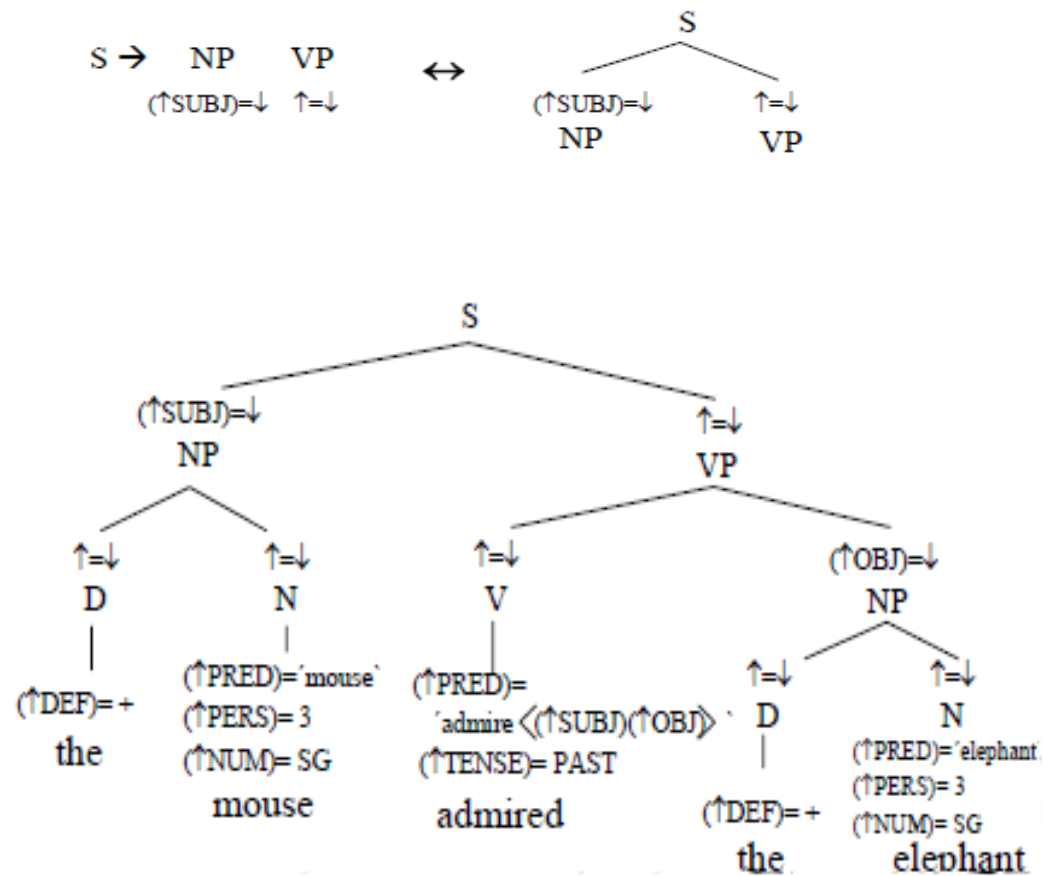 S → NP VP ↔ S
(↑SUBJ)=↓ ↑=↓ (↑SUBJ)=↓ ↑=↓
NP VP
S
(↑SUBJ)=↓ ↑=↓
NP VP
↑=↓ ↑=↓ ↑=↓ (↑OBJ)=↓
D N V NP
(↑DEF)= + (↑PRED)=´mouse` (↑PRED)= ↑=↓ ↑=↓
(↑PERS)= 3 ´admire〈(↑SUBJ)(↑OBJ)〉` D N
the (↑NUM)= SG (↑TENSE)= PAST (↑PRED)=´elephant´
mouse admired (↑PERS)= 3
(↑DEF)= + (↑NUM)= SG
the elephant